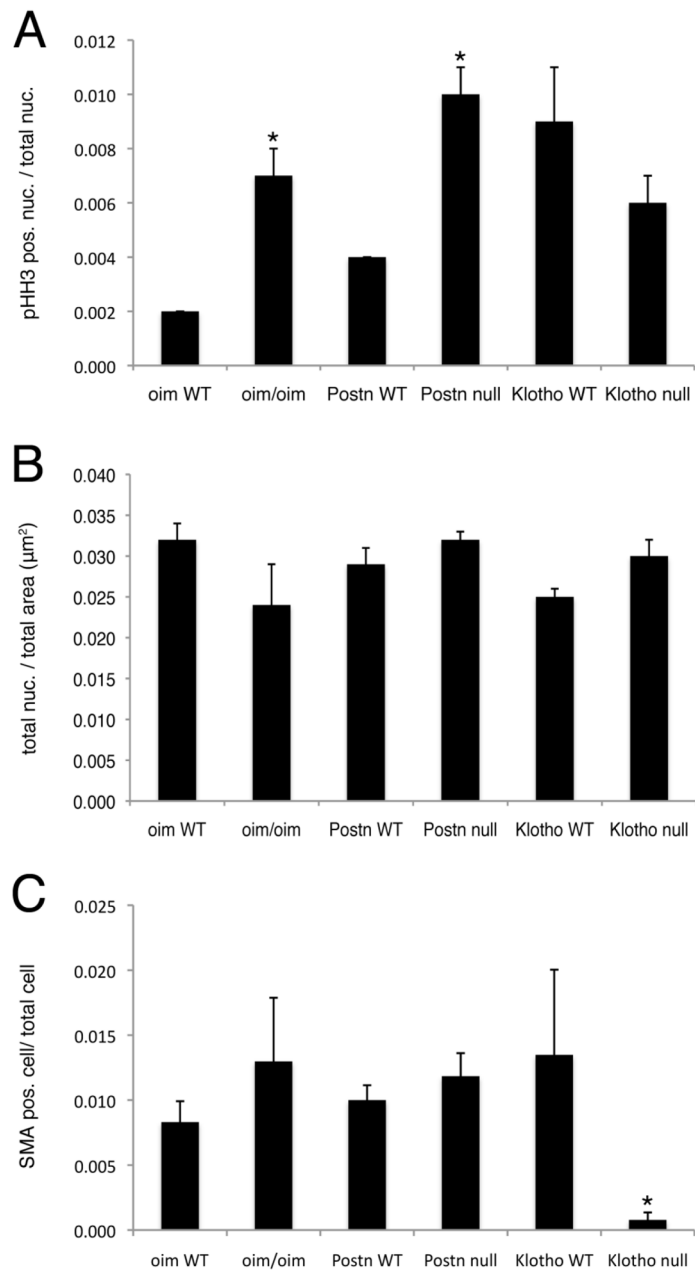 A
pHH3 pos. nuc. / total nuc.
0.012
0.010
0.008
0.006
0.004
0.002
0.000
*
*
oim WT oim/oim Postn WT Postn null Klotho WT Klotho null
B
total nuc. / total area (µm²)
0.040
0.035
0.030
0.025
0.020
0.015
0.010
0.005
0.000
oim WT oim/oim Postn WT Postn null Klotho WT Klotho null
C
SMA pos. cell/ total cell
0.025
0.020
0.015
0.010
0.005
0.000
*
oim WT oim/oim Postn WT Postn null Klotho WT Klotho null